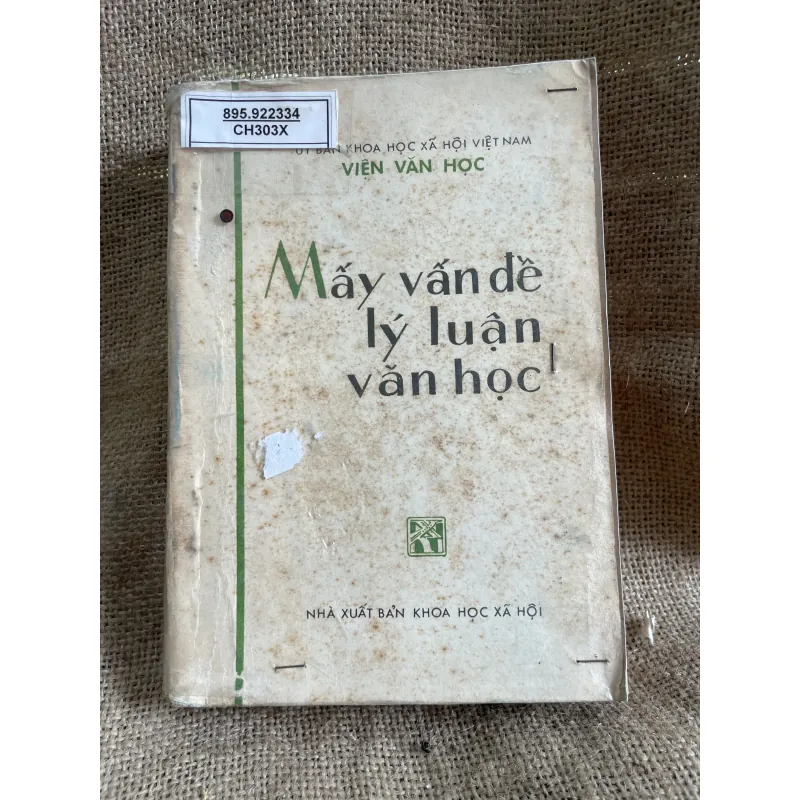 895.922334
CH303X
ỦY BAN KHOA HỌC XÃ HỘI VIỆT NAM
VIỆN VĂN HỌC
Mấy vấn đề
lý luận
văn học
NHÀ XUẤT BẢN KHOA HỌC XÃ HỘI